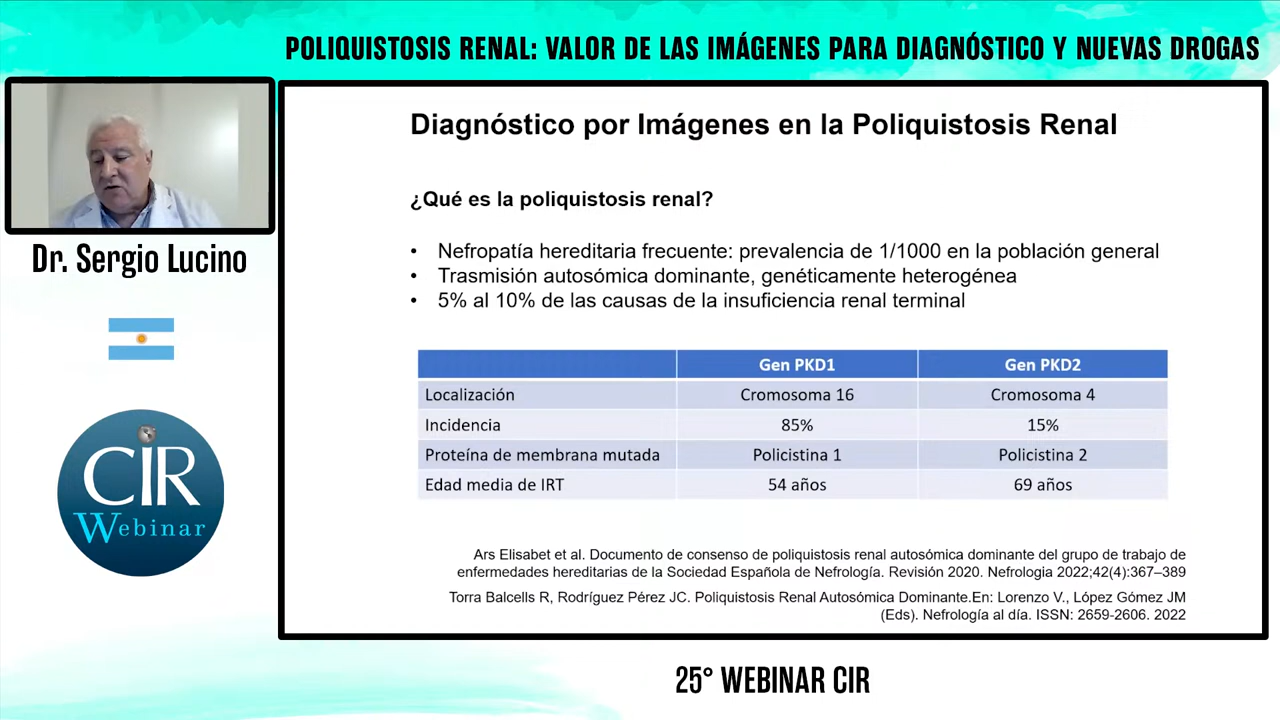 POLIQUISTOSIS RENAL: VALOR DE LAS IMÁGENES PARA DIAGNÓSTICO Y NUEVAS DROGAS
Dr. Sergio Lucino
CIR
Webinar
Diagnóstico por Imágenes en la Poliquistosis Renal
¿Qué es la poliquistosis renal?
• Nefropatía hereditaria frecuente: prevalencia de 1/1000 en la población general
• Trasmisión autosómica dominante, genéticamente heterogénea
• 5% al 10% de las causas de la insuficiencia renal terminal
Gen PKD1 Gen PKD2
Localización Cromosoma 16 Cromosoma 4
Incidencia 85% 15%
Proteína de membrana mutada Policistina 1 Policistina 2
Edad media de IRT 54 años 69 años
Ars Elisabet et al. Documento de consenso de poliquistosis renal autosómica dominante del grupo de trabajo de
enfermedades hereditarias de la Sociedad Española de Nefrología. Revisión 2020. Nefrologia 2022;42(4):367–389
Torra Balcells R, Rodríguez Pérez JC. Poliquistosis Renal Autosómica Dominante.En: Lorenzo V., López Gómez JM
(Eds). Nefrología al día. ISSN: 2659-2606. 2022
25° WEBINAR CIR